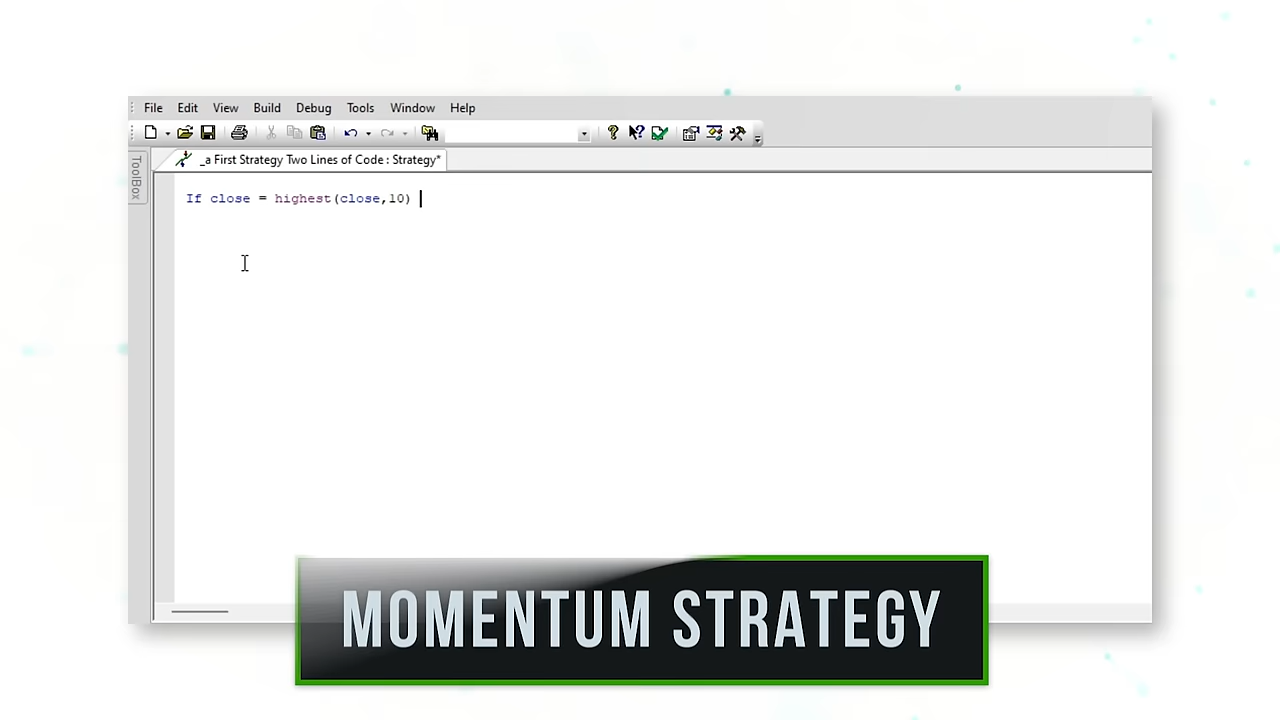 File Edit View Build Debug Tools Window Help
_a First Strategy Two Lines of Code : Strategy*
ToolBox
If close = highest(close,10)
MOMENTUM STRATEGY